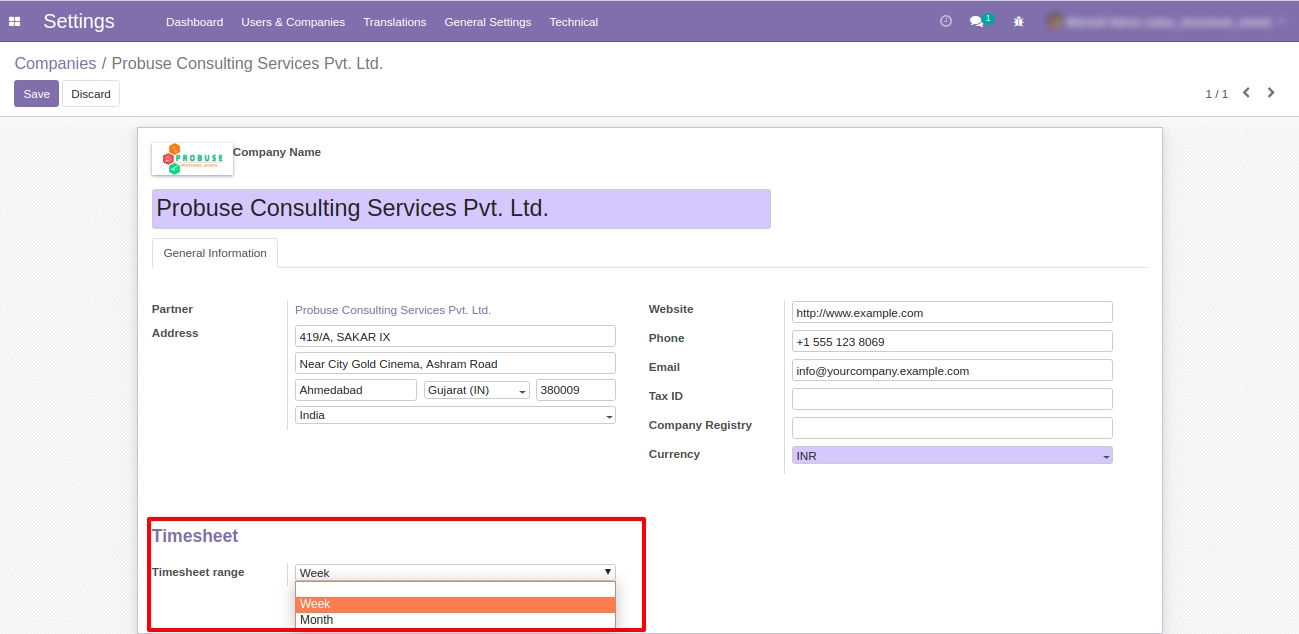 Settings Dashboard Users & Companies Translations General Settings Technical 1
Companies / Probuse Consulting Services Pvt. Ltd.
Save Discard 1 / 1
PROBUSE Company Name
Probuse Consulting Services Pvt. Ltd.
General Information
Partner Probuse Consulting Services Pvt. Ltd.
Address 419/A, SAKAR IX
Near City Gold Cinema, Ashram Road
Ahmedabad Gujarat (IN) 380009
India
Website http://www.example.com
Phone +1 555 123 8069
Email info@yourcompany.example.com
Tax ID
Company Registry
Currency INR
Timesheet
Timesheet range Week
Week
Month